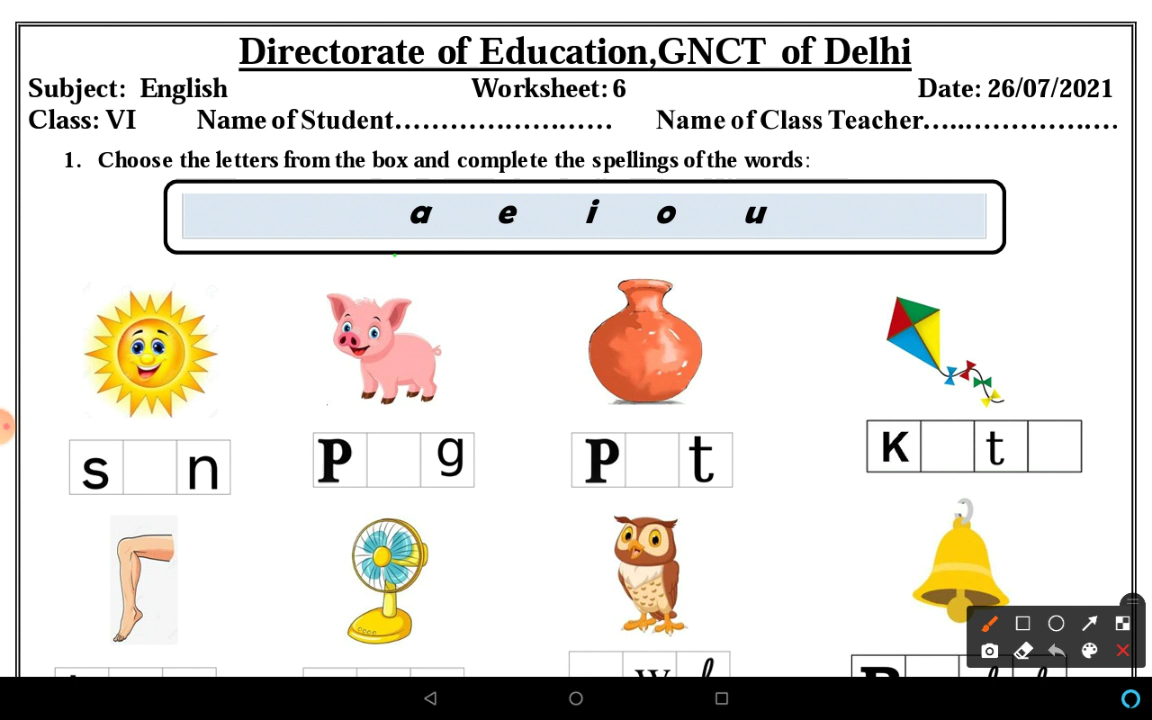 Directorate of Education,GNCT of Delhi
Subject: English Worksheet: 6 Date: 26/07/2021
Class: VI Name of Student........................ Name of Class Teacher......................
1. Choose the letters from the box and complete the spellings of the words:
a e i o u
s n P g P t K t
w l B l l